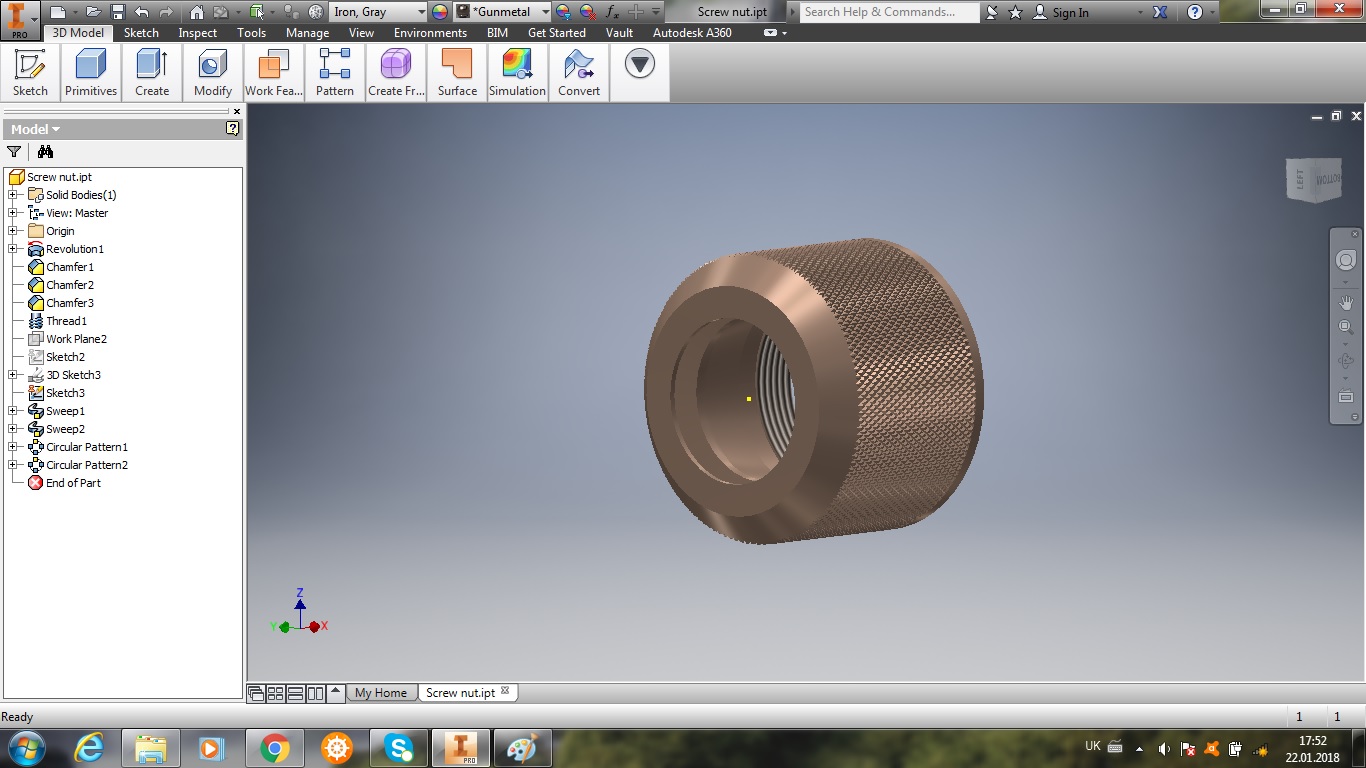 PRO
Iron, Gray
*Gunmetal
Screw nut.ipt
Search Help & Commands...
Sign In
3D Model
Sketch
Inspect
Tools
Manage
View
Environments
BIM
Get Started
Vault
Autodesk A360
Sketch
Primitives
Create
Modify
Work Fea...
Pattern
Create Fr...
Surface
Simulation
Convert
Model
Screw nut.ipt
Solid Bodies(1)
View: Master
Origin
Revolution1
Chamfer1
Chamfer2
Chamfer3
Thread1
Work Plane2
Sketch2
3D Sketch3
Sketch3
Sweep1
Sweep2
Circular Pattern1
Circular Pattern2
End of Part
LEFT
BOTTOM
Z
Y
X
My Home
Screw nut.ipt
Ready
1
1
PRO
UK
17:52
22.01.2018